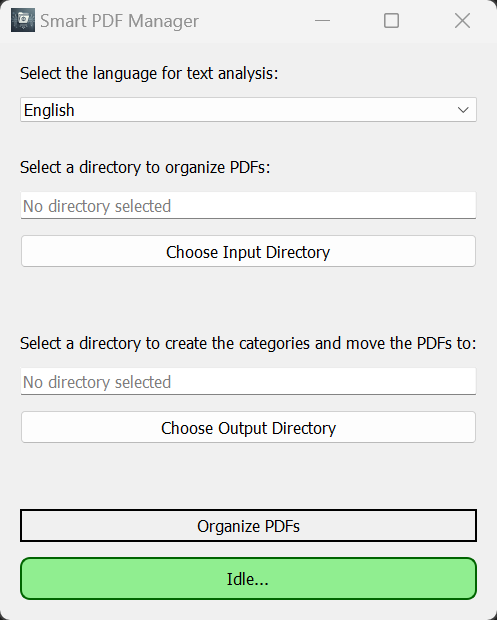 Smart PDF Manager
Select the language for text analysis:
English
Select a directory to organize PDFs:
No directory selected
Choose Input Directory
Select a directory to create the categories and move the PDFs to:
No directory selected
Choose Output Directory
Organize PDFs
Idle...